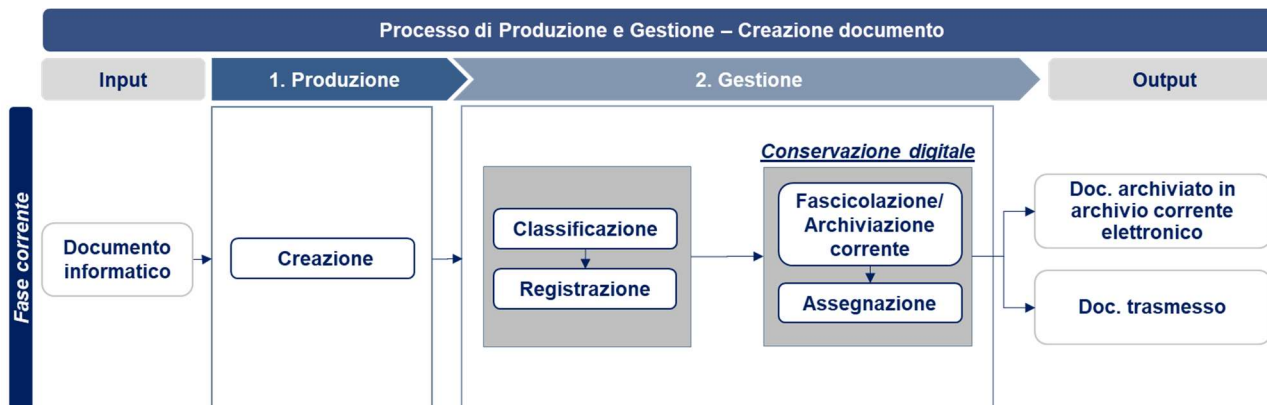 Processo di Produzione e Gestione – Creazione documento
Input
1. Produzione
2. Gestione
Output
Fase corrente
Documento
informatico
Creazione
Classificazione
Registrazione
Conservazione digitale
Fascicolazione/
Archiviazione
corrente
Assegnazione
Doc. archiviato in
archivio corrente
elettronico
Doc. trasmesso